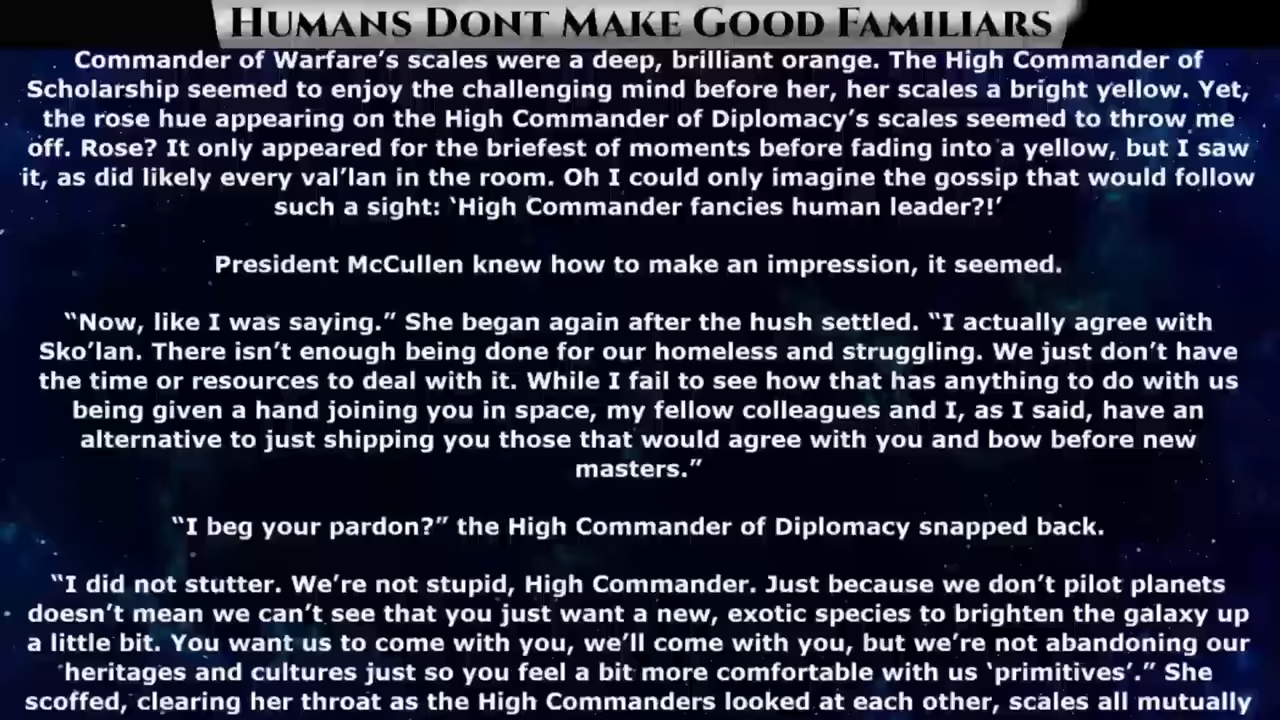 Humans Dont Make Good Familiars
Commander of Warfare’s scales were a deep, brilliant orange. The High Commander of
Scholarship seemed to enjoy the challenging mind before her, her scales a bright yellow. Yet,
the rose hue appearing on the High Commander of Diplomacy’s scales seemed to throw me
off. Rose? It only appeared for the briefest of moments before fading into a yellow, but I saw
it, as did likely every val’lan in the room. Oh I could only imagine the gossip that would follow
such a sight: ‘High Commander fancies human leader?!’
President McCullen knew how to make an impression, it seemed.
“Now, like I was saying.” She began again after the hush settled. “I actually agree with
Sko’lan. There isn’t enough being done for our homeless and struggling. We just don’t have
the time or resources to deal with it. While I fail to see how that has anything to do with us
being given a hand joining you in space, my fellow colleagues and I, as I said, have an
alternative to just shipping you those that would agree with you and bow before new
masters.”
“I beg your pardon?” the High Commander of Diplomacy snapped back.
“I did not stutter. We’re not stupid, High Commander. Just because we don’t pilot planets
doesn’t mean we can’t see that you just want a new, exotic species to brighten the galaxy up
a little bit. You want us to come with you, we’ll come with you, but we’re not abandoning our
heritages and cultures just so you feel a bit more comfortable with us ‘primitives’.” She
scoffed, clearing her throat as the High Commanders looked at each other, scales all mutually